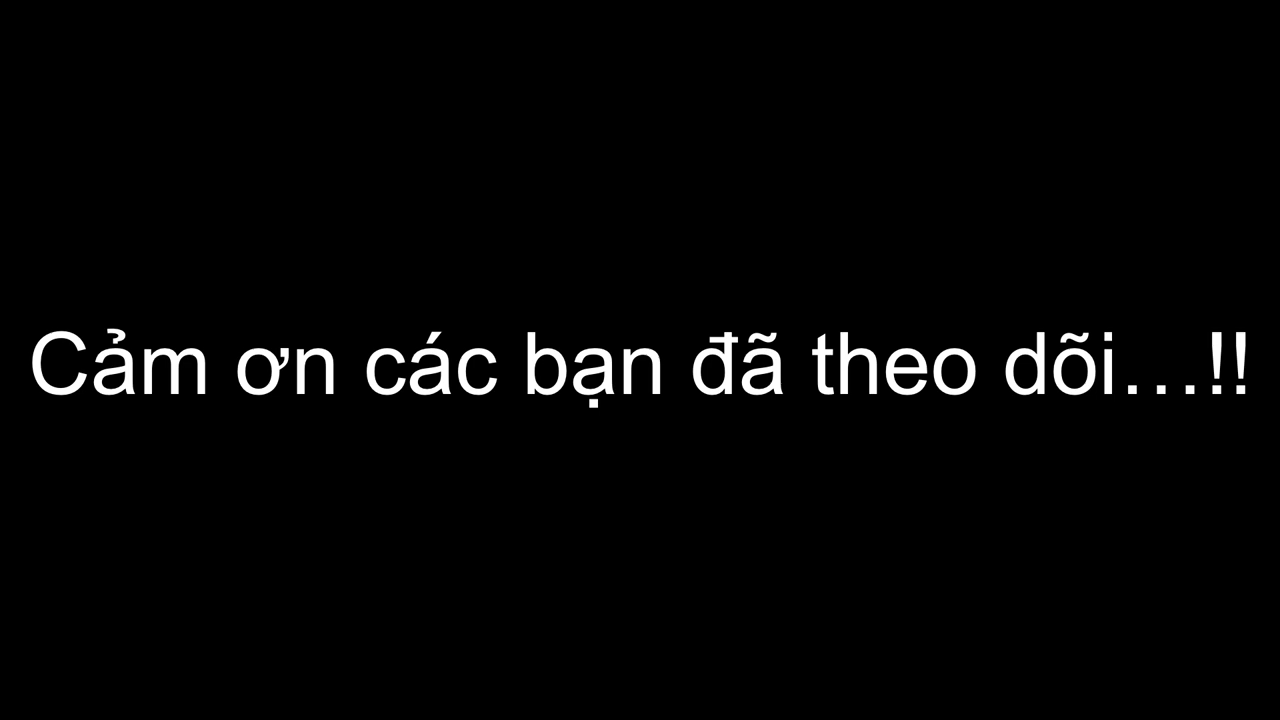 Cảm ơn các bạn đã theo dõi...!!